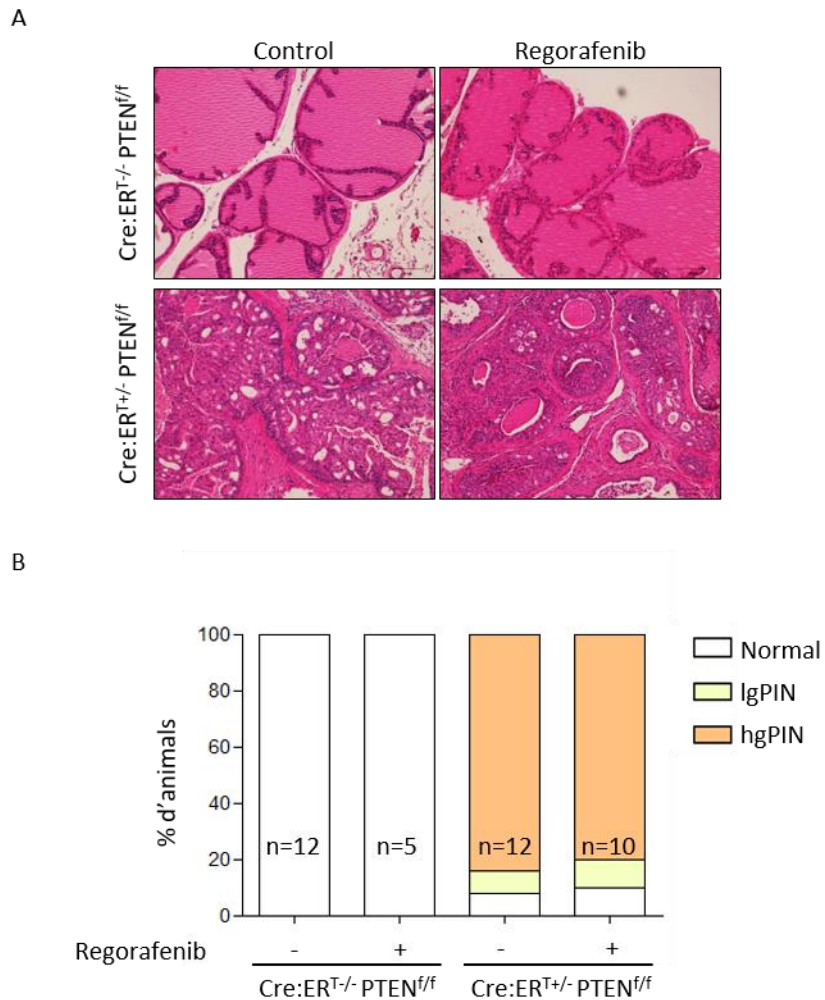 A
Control Regorafenib
Cre:ERT-/- PTENf/f
Cre:ERT+/- PTENf/f
B
% d'animals
100
80
60
40
20
0
n=12 n=5 n=12 n=10
Normal
lgPIN
hgPIN
Regorafenib - + - +
Cre:ERT-/- PTENf/f Cre:ERT+/- PTENf/f